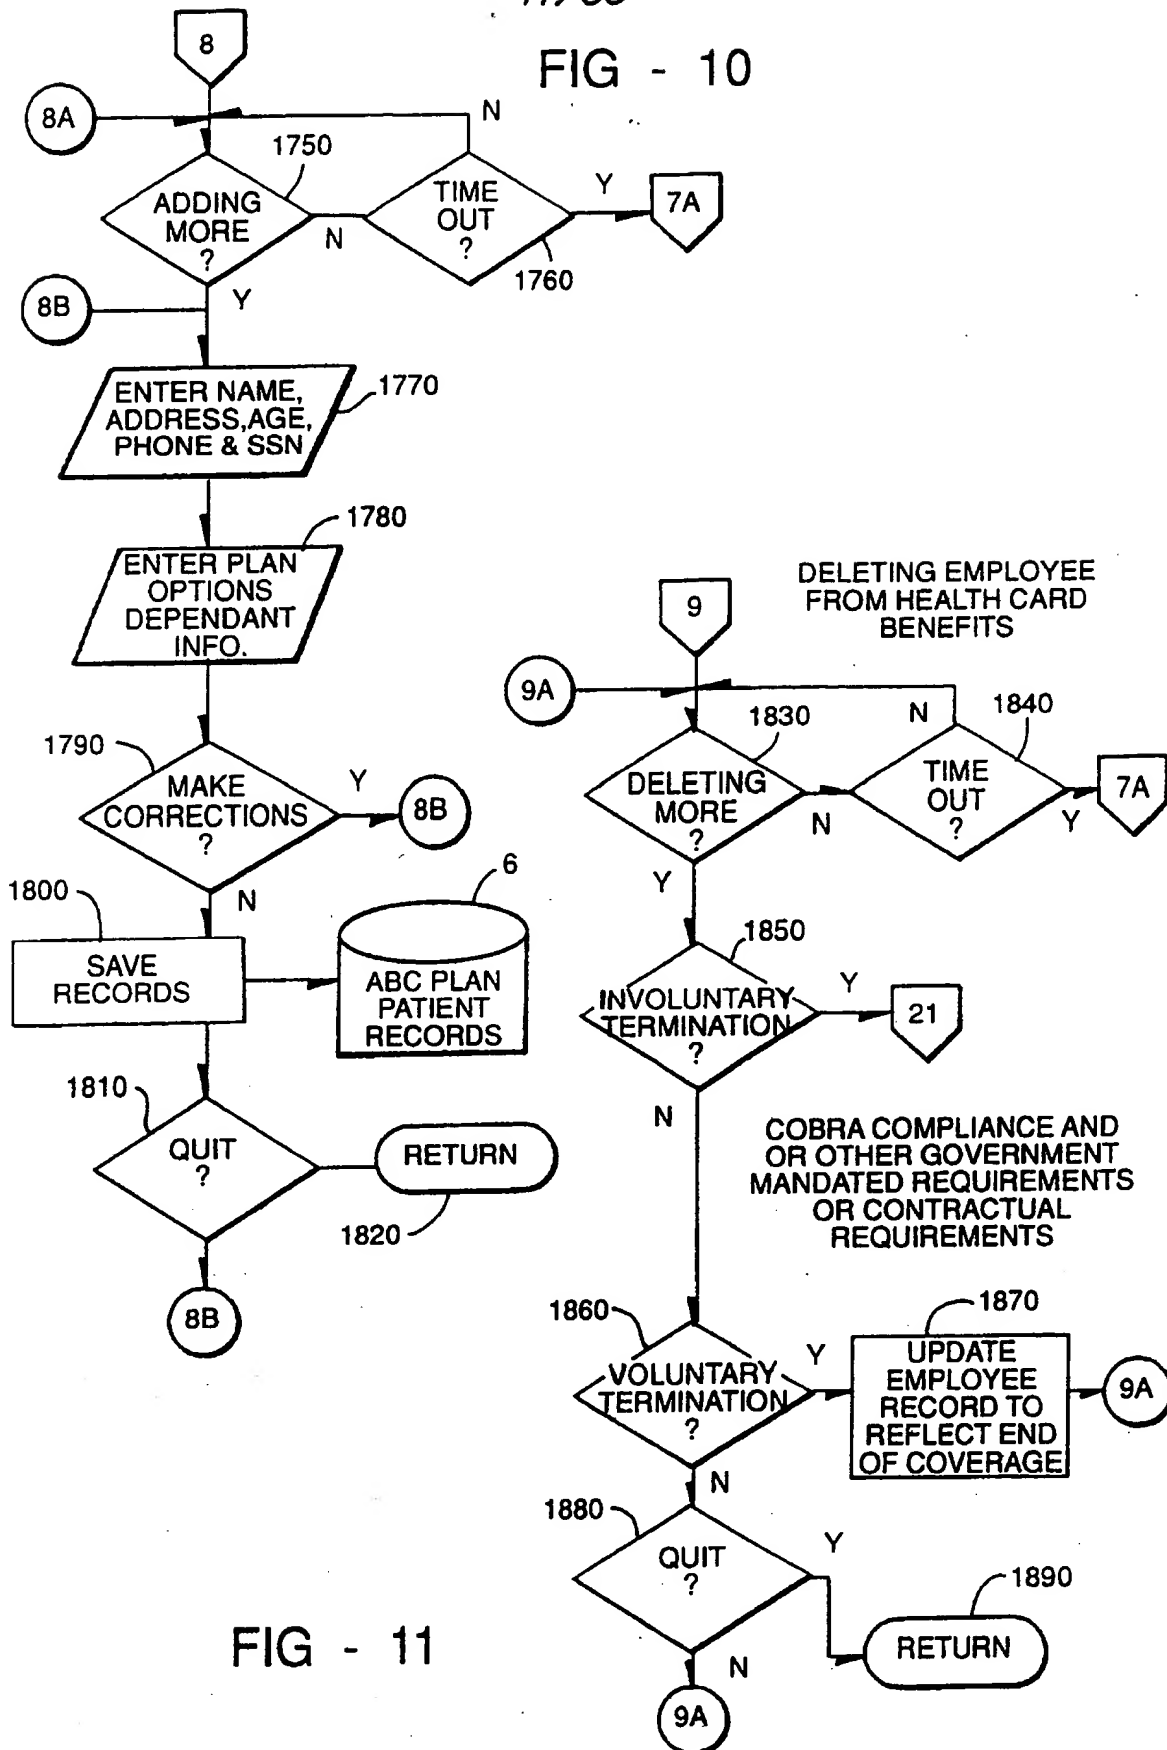 FIG - 10
8
8A
N
1750
ADDING
MORE
?
N
TIME
OUT
?
Y
7A
1760
Y
8B
ENTER NAME,
ADDRESS,AGE,
PHONE & SSN
1770
1780
ENTER PLAN
OPTIONS
DEPENDANT
INFO.
1790
MAKE
CORRECTIONS
?
Y
8B
N
1800
SAVE
RECORDS
6
ABC PLAN
PATIENT
RECORDS
1810
QUIT
?
RETURN
1820
8B
DELETING EMPLOYEE
FROM HEALTH CARD
BENEFITS
9
9A
N
1830
DELETING
MORE
?
N
1840
TIME
OUT
?
Y
7A
Y
1850
INVOLUNTARY
TERMINATION
?
Y
21
N
COBRA COMPLIANCE AND
OR OTHER GOVERNMENT
MANDATED REQUIREMENTS
OR CONTRACTUAL
REQUIREMENTS
1860
VOLUNTARY
TERMINATION
?
Y
1870
UPDATE
EMPLOYEE
RECORD TO
REFLECT END
OF COVERAGE
9A
N
1880
QUIT
?
Y
1890
RETURN
N
9A
FIG - 11